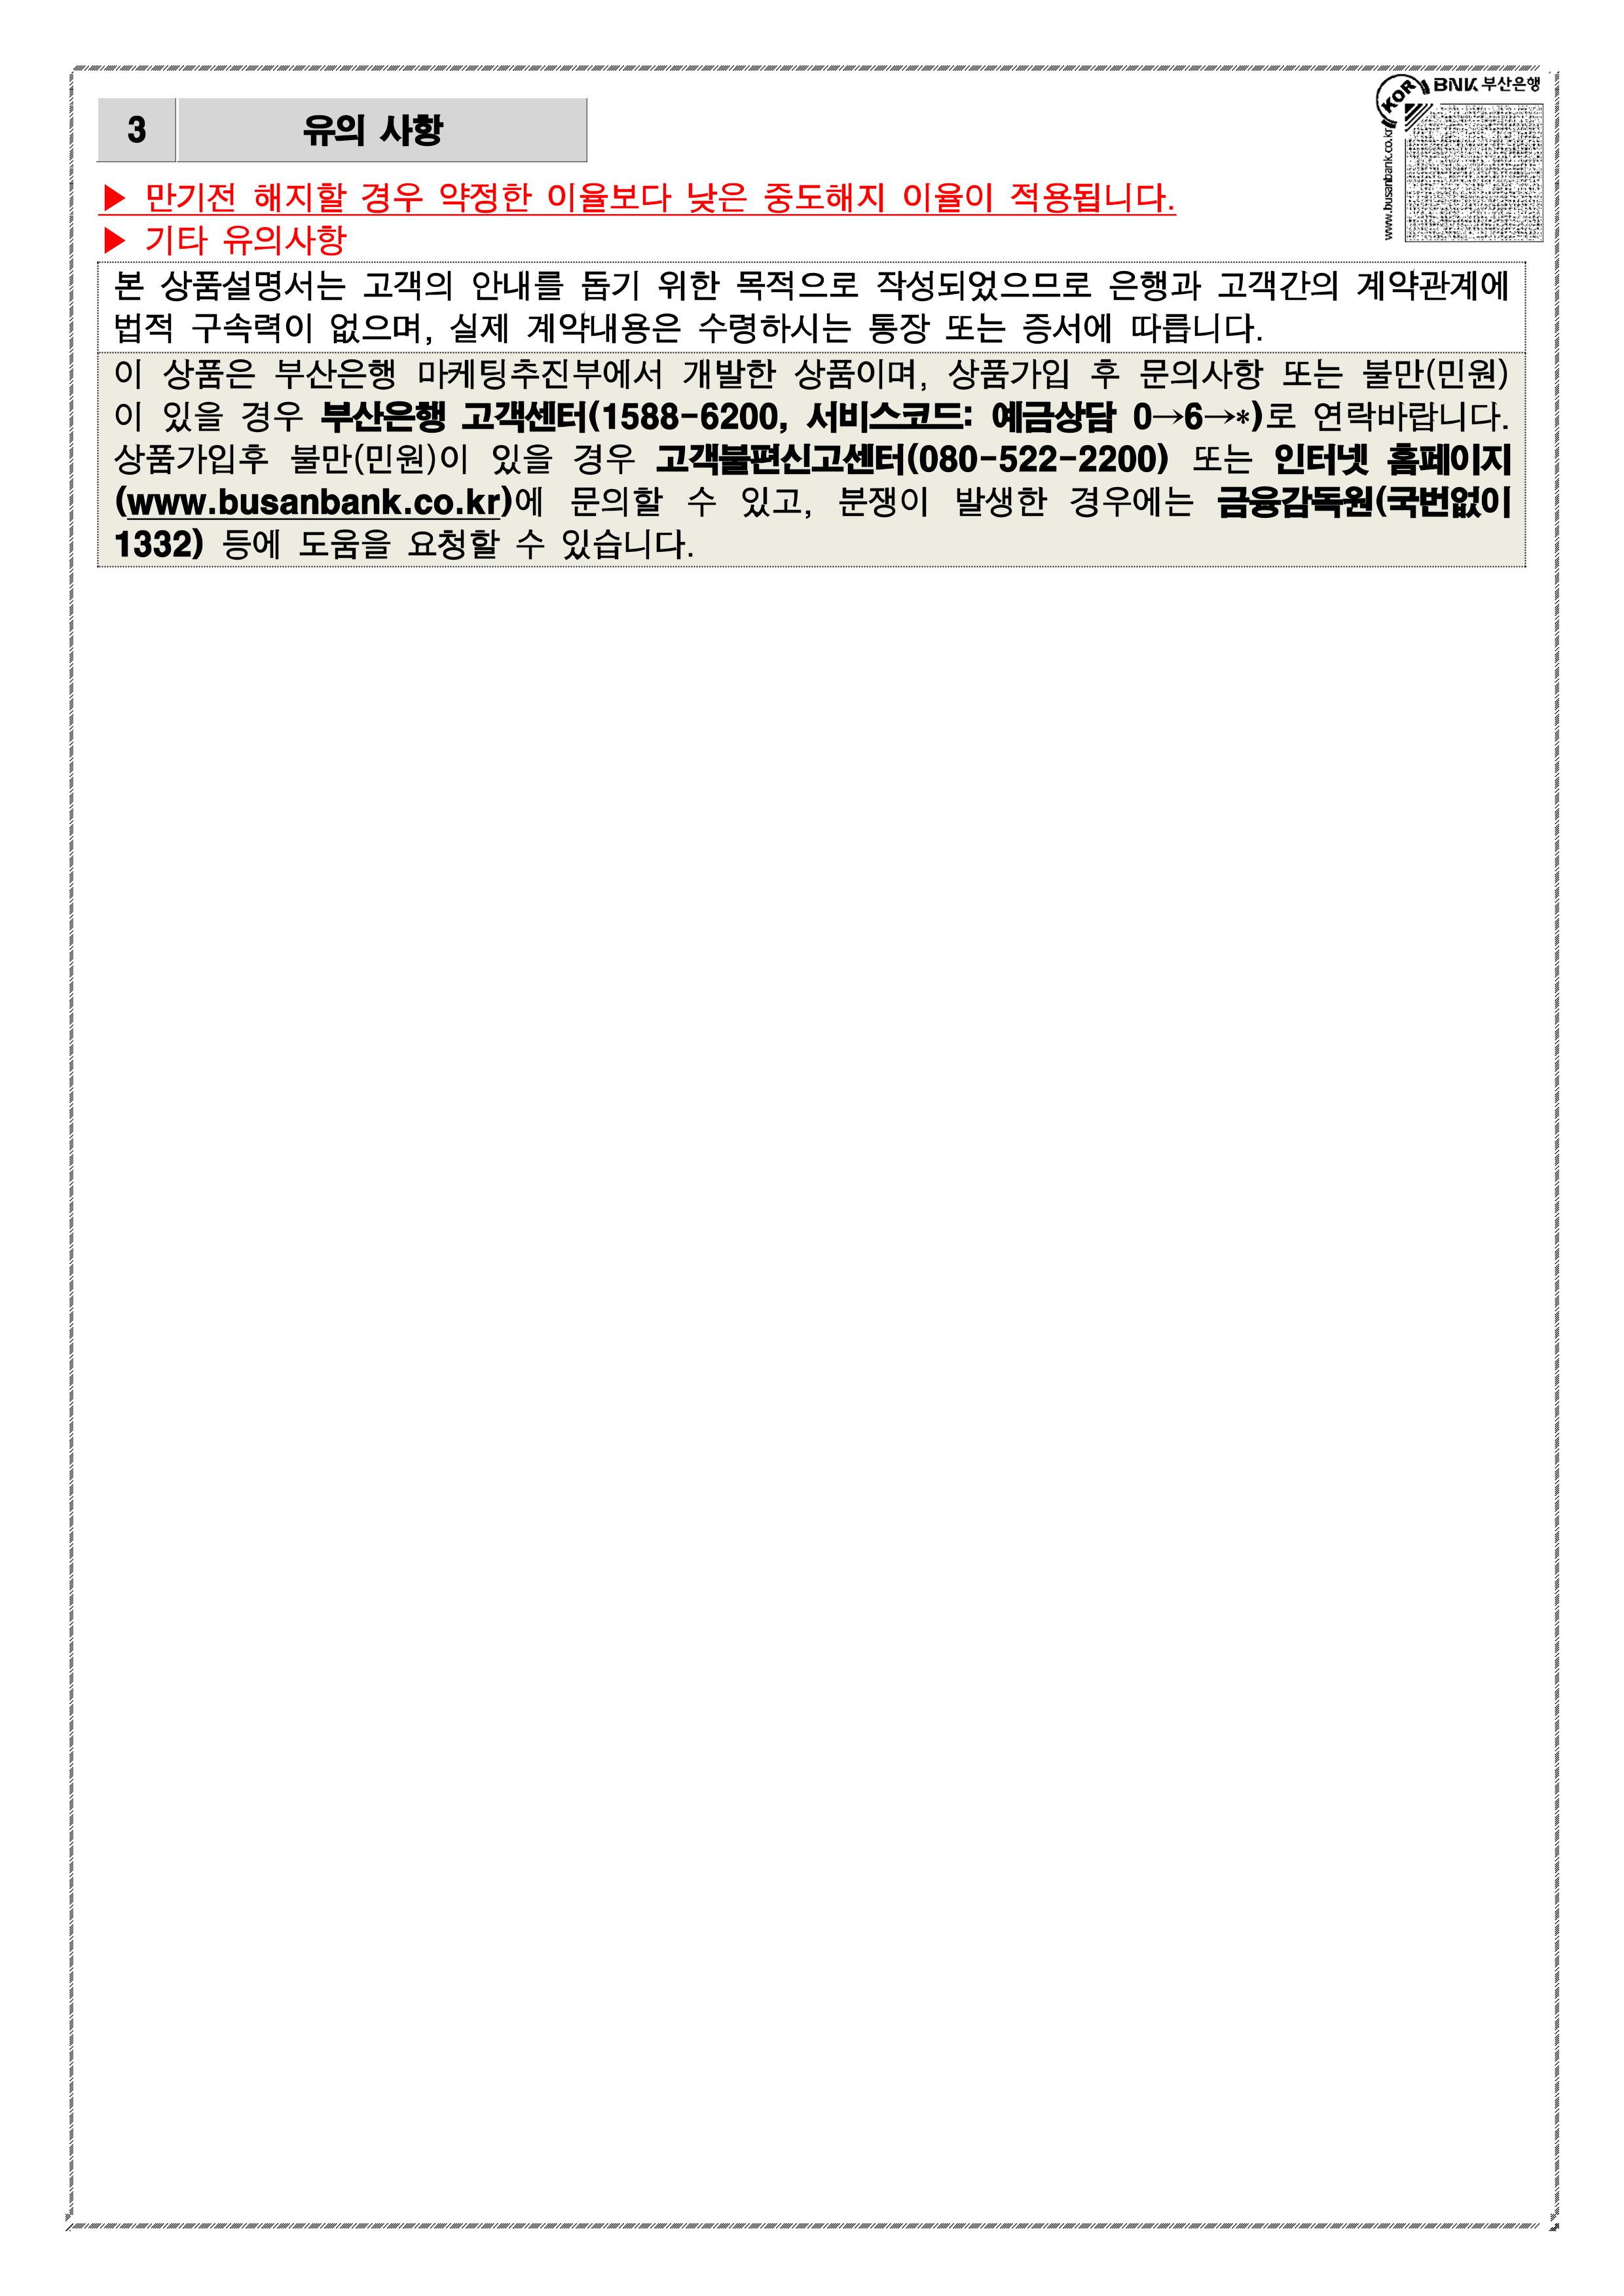 BNK 부산은행
KOR
www.busanbank.co.kr
3 유의 사항
▶ 만기전 해지할 경우 약정한 이율보다 낮은 중도해지 이율이 적용됩니다.
▶ 기타 유의사항
본 상품설명서는 고객의 안내를 돕기 위한 목적으로 작성되었으므로 은행과 고객간의 계약관계에
법적 구속력이 없으며, 실제 계약내용은 수령하시는 통장 또는 증서에 따릅니다.
이 상품은 부산은행 마케팅추진부에서 개발한 상품이며, 상품가입 후 문의사항 또는 불만(민원)
이 있을 경우 부산은행 고객센터(1588-6200, 서비스코드: 예금상담 0→6→*)로 연락바랍니다.
상품가입후 불만(민원)이 있을 경우 고객불편신고센터(080-522-2200) 또는 인터넷 홈페이지
(www.busanbank.co.kr)에 문의할 수 있고, 분쟁이 발생한 경우에는 금융감독원(국번없이
1332) 등에 도움을 요청할 수 있습니다.